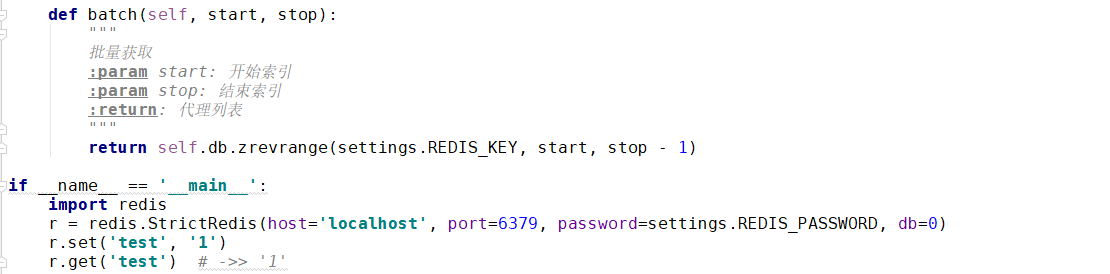 def batch(self, start, stop):
"""
批量获取
:param start: 开始索引
:param stop: 结束索引
:return: 代理列表
"""
return self.db.zrevrange(settings.REDIS_KEY, start, stop - 1)
if __name__ == '__main__':
import redis
r = redis.StrictRedis(host='localhost', port=6379, password=settings.REDIS_PASSWORD, db=0)
r.set('test', '1')
r.get('test')  # ->> '1'